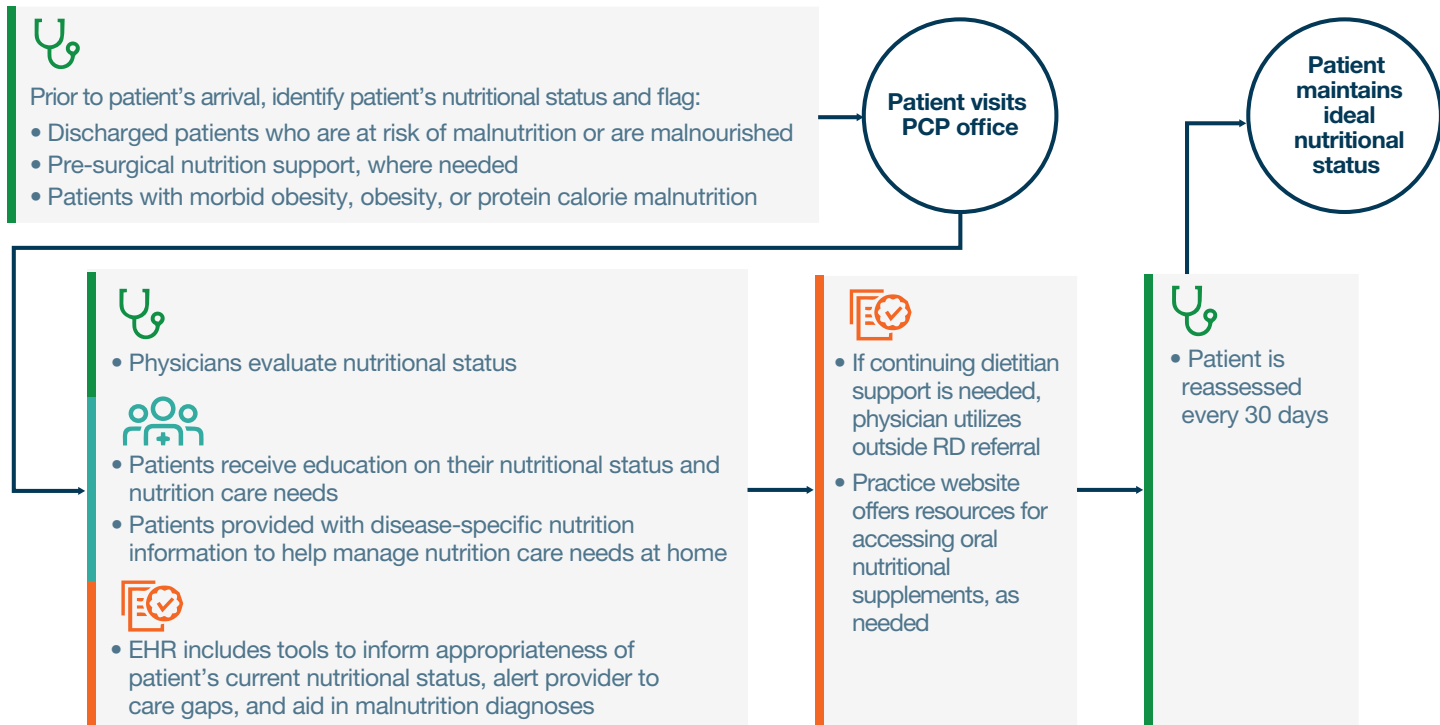 Prior to patient's arrival, identify patient's nutritional status and flag:
• Discharged patients who are at risk of malnutrition or are malnourished
• Pre-surgical nutrition support, where needed
• Patients with morbid obesity, obesity, or protein calorie malnutrition
Patient visits
PCP office
Patient
maintains
ideal
nutritional
status
• Physicians evaluate nutritional status
• Patients receive education on their nutritional status and
nutrition care needs
• Patients provided with disease-specific nutrition
information to help manage nutrition care needs at home
• EHR includes tools to inform appropriateness of
patient's current nutritional status, alert provider to
care gaps, and aid in malnutrition diagnoses
• If continuing dietitian
support is needed,
physician utilizes
outside RD referral
• Practice website
offers resources for
accessing oral
nutritional
supplements, as
needed
• Patient is
reassessed
every 30 days